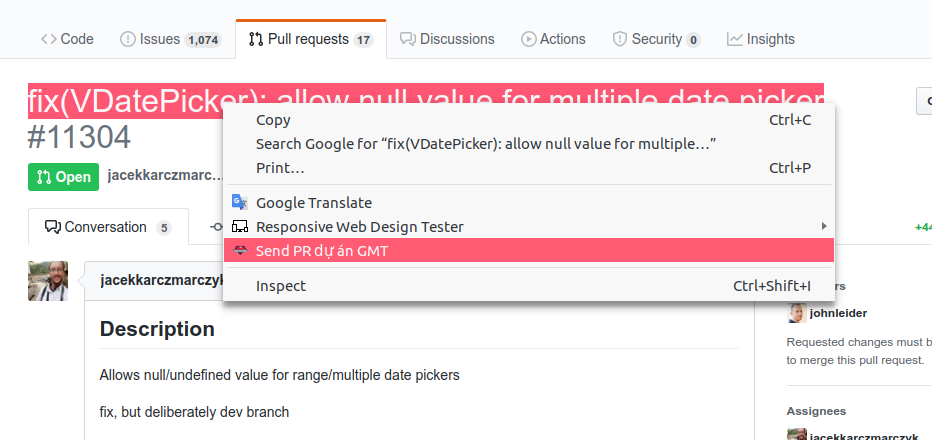 Code Issues 1,074 Pull requests 17 Discussions Actions Security 0 Insights
fix(VDatePicker): allow null value for multiple date picker
#11304
Copy Ctrl+C
Search Google for “fix(VDatePicker): allow null value for multiple…”
Print… Ctrl+P
Open jacekkarczmarc…
Google Translate
Conversation 5
Responsive Web Design Tester
+44
Send PR dự án GMT
jacekkarczmarczyk
Inspect Ctrl+Shift+I
rs
johnleider
Description
Requested changes must b
to merge this pull request.
Allows null/undefined value for range/multiple date pickers
fix, but deliberately dev branch
Assignees
jacekkarczmarczyk